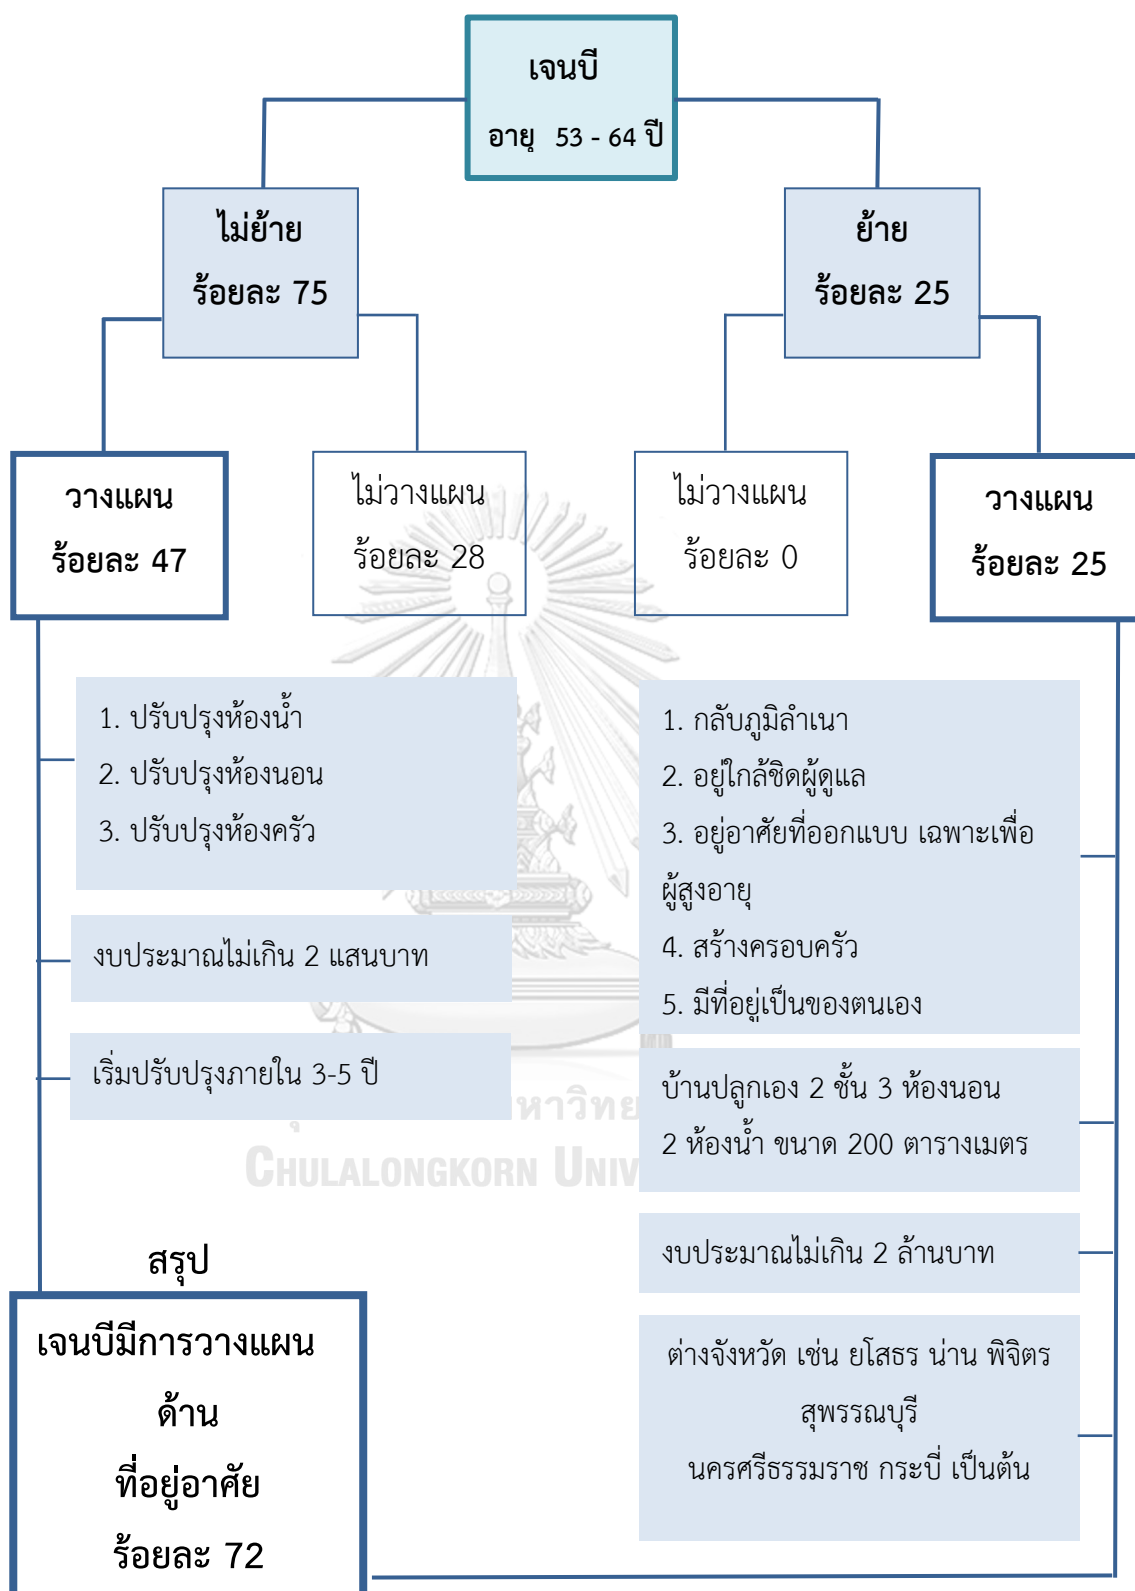 เจนบี
อายุ 53 - 64 ปี
ไม่ย้าย
ร้อยละ 75
ย้าย
ร้อยละ 25
วางแผน
ร้อยละ 47
ไม่วางแผน
ร้อยละ 28
ไม่วางแผน
ร้อยละ 0
วางแผน
ร้อยละ 25
1. ปรับปรุงห้องน้ำ
2. ปรับปรุงห้องนอน
3. ปรับปรุงห้องครัว
งบประมาณไม่เกิน 2 แสนบาท
เริ่มปรับปรุงภายใน 3-5 ปี
1. กลับภูมิลำเนา
2. อยู่ใกล้ชิดผู้ดูแล
3. อยู่อาศัยที่ออกแบบ เฉพาะเพื่อ
ผู้สูงอายุ
4. สร้างครอบครัว
5. มีที่อยู่เป็นของตนเอง
บ้านปลูกเอง 2 ชั้น 3 ห้องนอน
2 ห้องน้ำ ขนาด 200 ตารางเมตร
งบประมาณไม่เกิน 2 ล้านบาท
ต่างจังหวัด เช่น ยโสธร น่าน พิจิตร
สุพรรณบุรี
นครศรีธรรมราช กระบี่ เป็นต้น
CHULALONGKORN UNIV
สรุป
เจนบีมีการวางแผน
ด้าน
ที่อยู่อาศัย
ร้อยละ 72